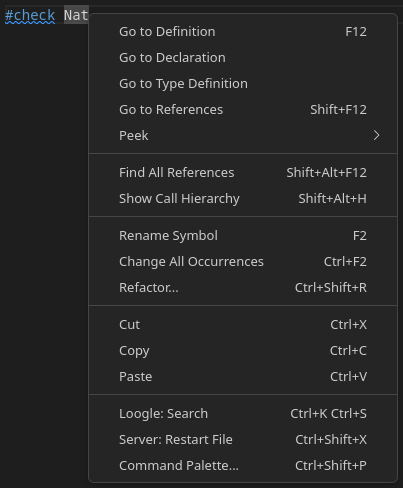 #check Nat
Go to Definition F12
Go to Declaration
Go to Type Definition
Go to References Shift+F12
Peek
Find All References Shift+Alt+F12
Show Call Hierarchy Shift+Alt+H
Rename Symbol F2
Change All Occurrences Ctrl+F2
Refactor... Ctrl+Shift+R
Cut Ctrl+X
Copy Ctrl+C
Paste Ctrl+V
Loogle: Search Ctrl+K Ctrl+S
Server: Restart File Ctrl+Shift+X
Command Palette... Ctrl+Shift+P